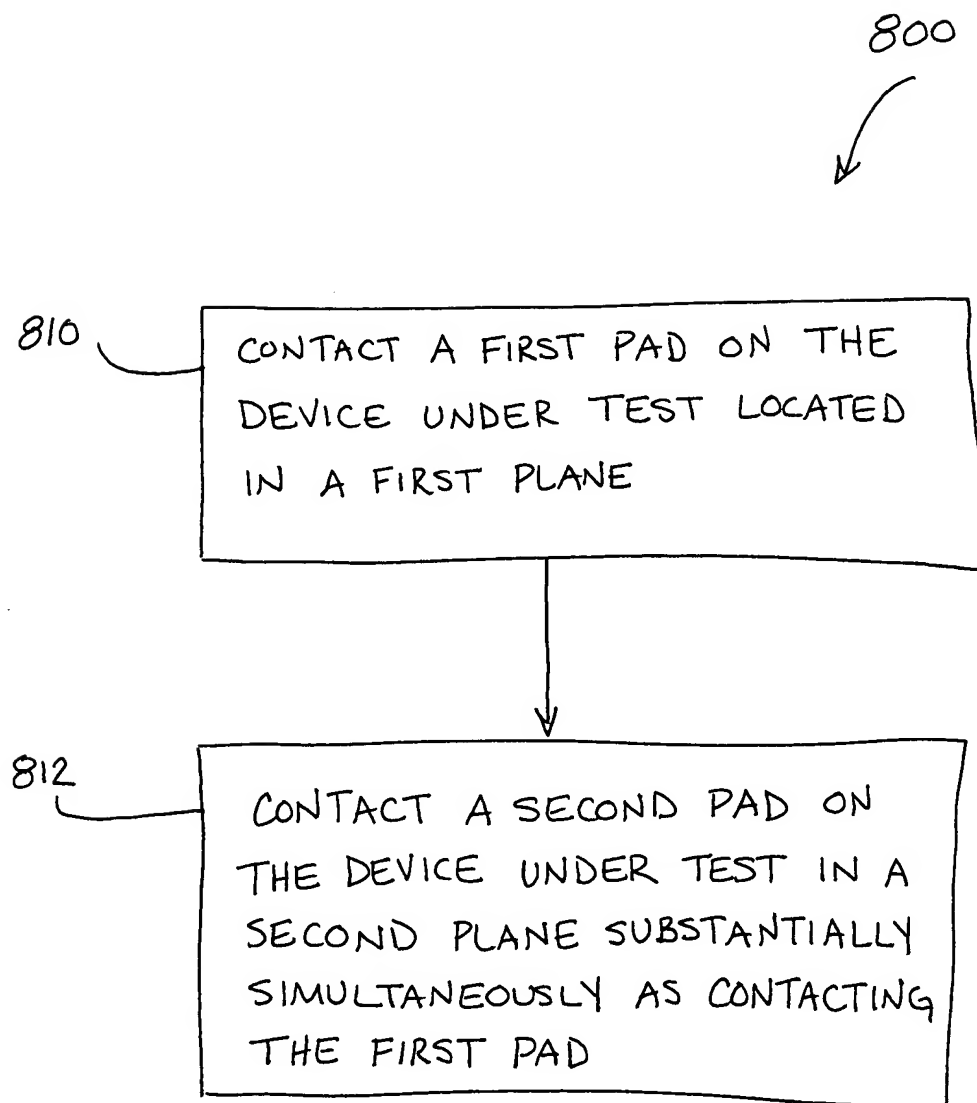 800
810
CONTACT A FIRST PAD ON THE
DEVICE UNDER TEST LOCATED
IN A FIRST PLANE
812
CONTACT A SECOND PAD ON
THE DEVICE UNDER TEST IN A
SECOND PLANE SUBSTANTIALLY
SIMULTANEOUSLY AS CONTACTING
THE FIRST PAD